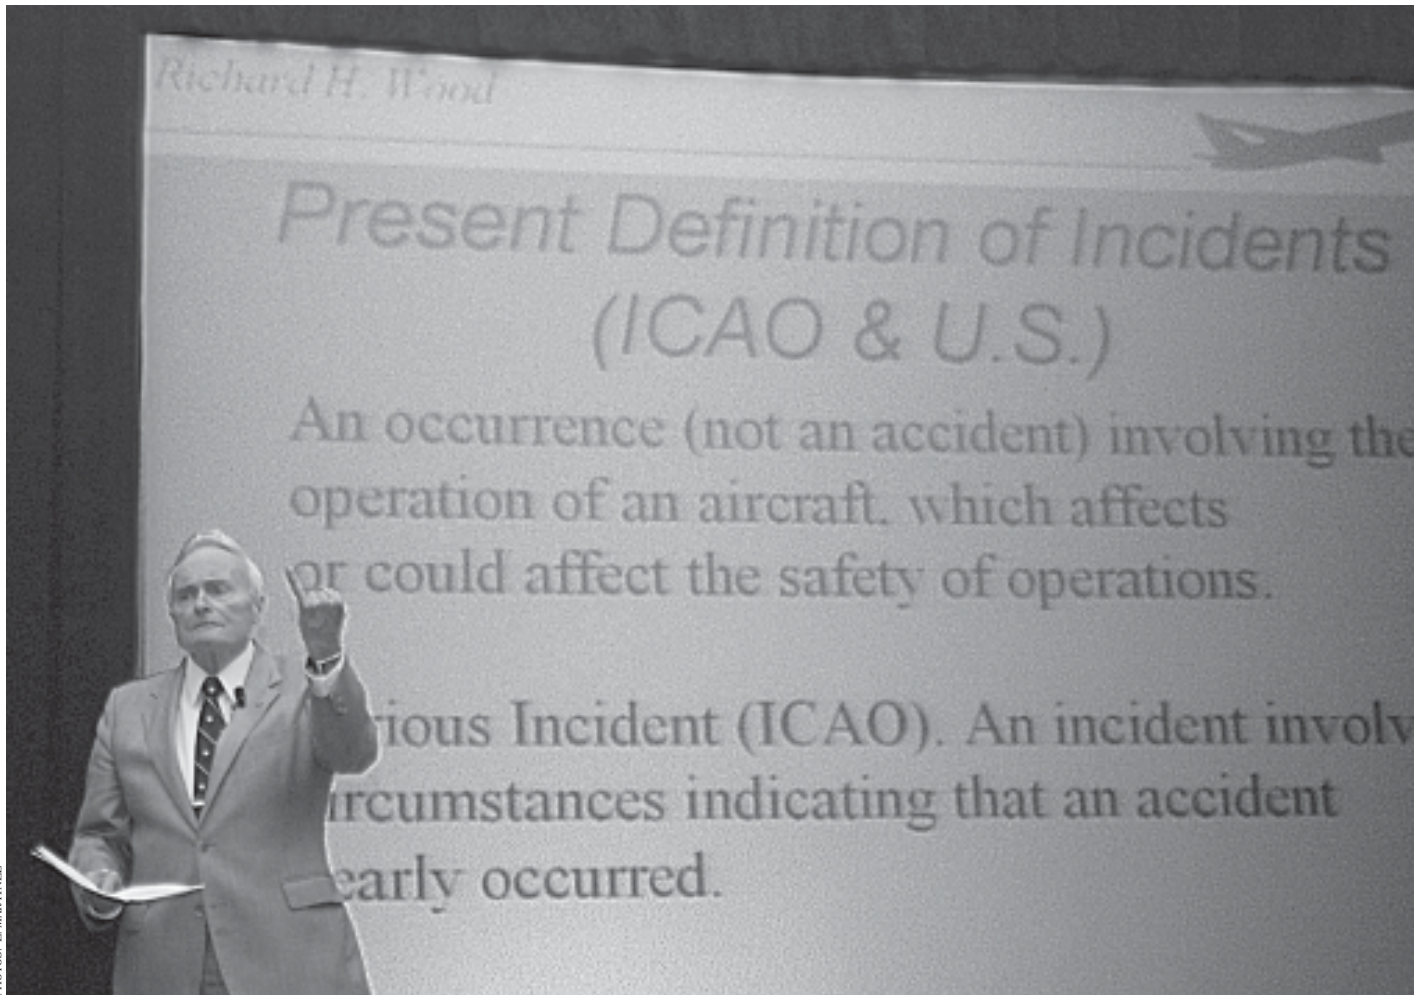 Richard H. Wood
Present Definition of Incidents
(ICAO & U.S.)
An occurrence (not an accident) involving the
operation of an aircraft, which affects
or could affect the safety of operations.
rious Incident (ICAO). An incident involv
ircumstances indicating that an accident
early occurred.